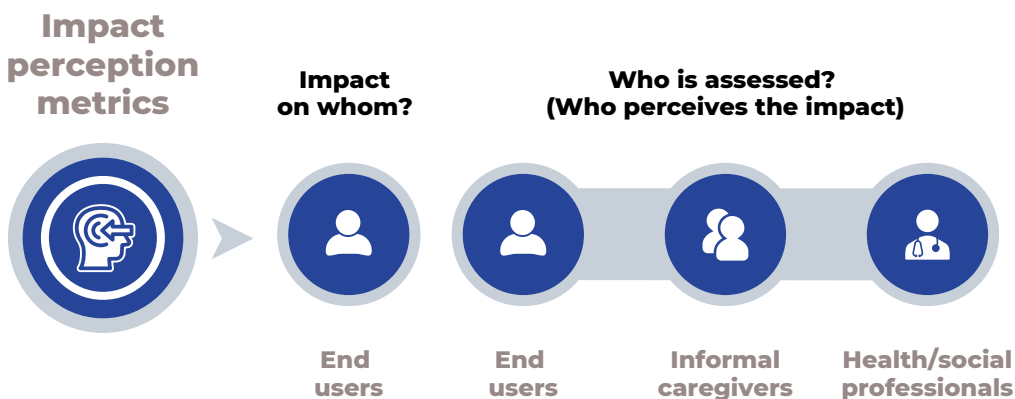 Impact
perception
metrics
Impact
on whom?
Who is assessed?
(Who perceives the impact)
End
users
End
users
Informal
caregivers
Health/social
professionals